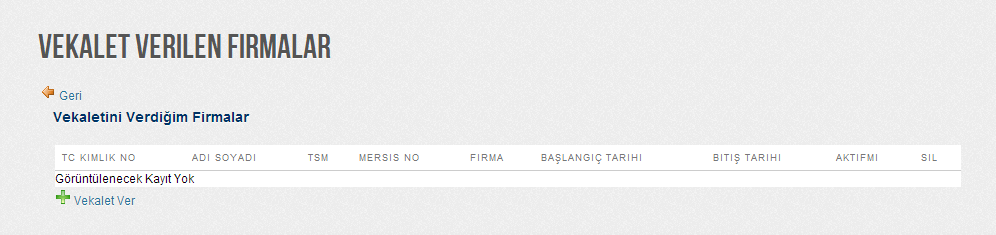 VEKALET VERILEN FIRMALAR
Geri
Vekaletini Verdiğim Firmalar
TC KIMLIK NO ADI SOYADI TSM MERSIS NO FIRMA BAŞLANGIÇ TARIHI BITIŞ TARIHI AKTIFMI SIL
Görüntülenecek Kayıt Yok
Vekalet Ver